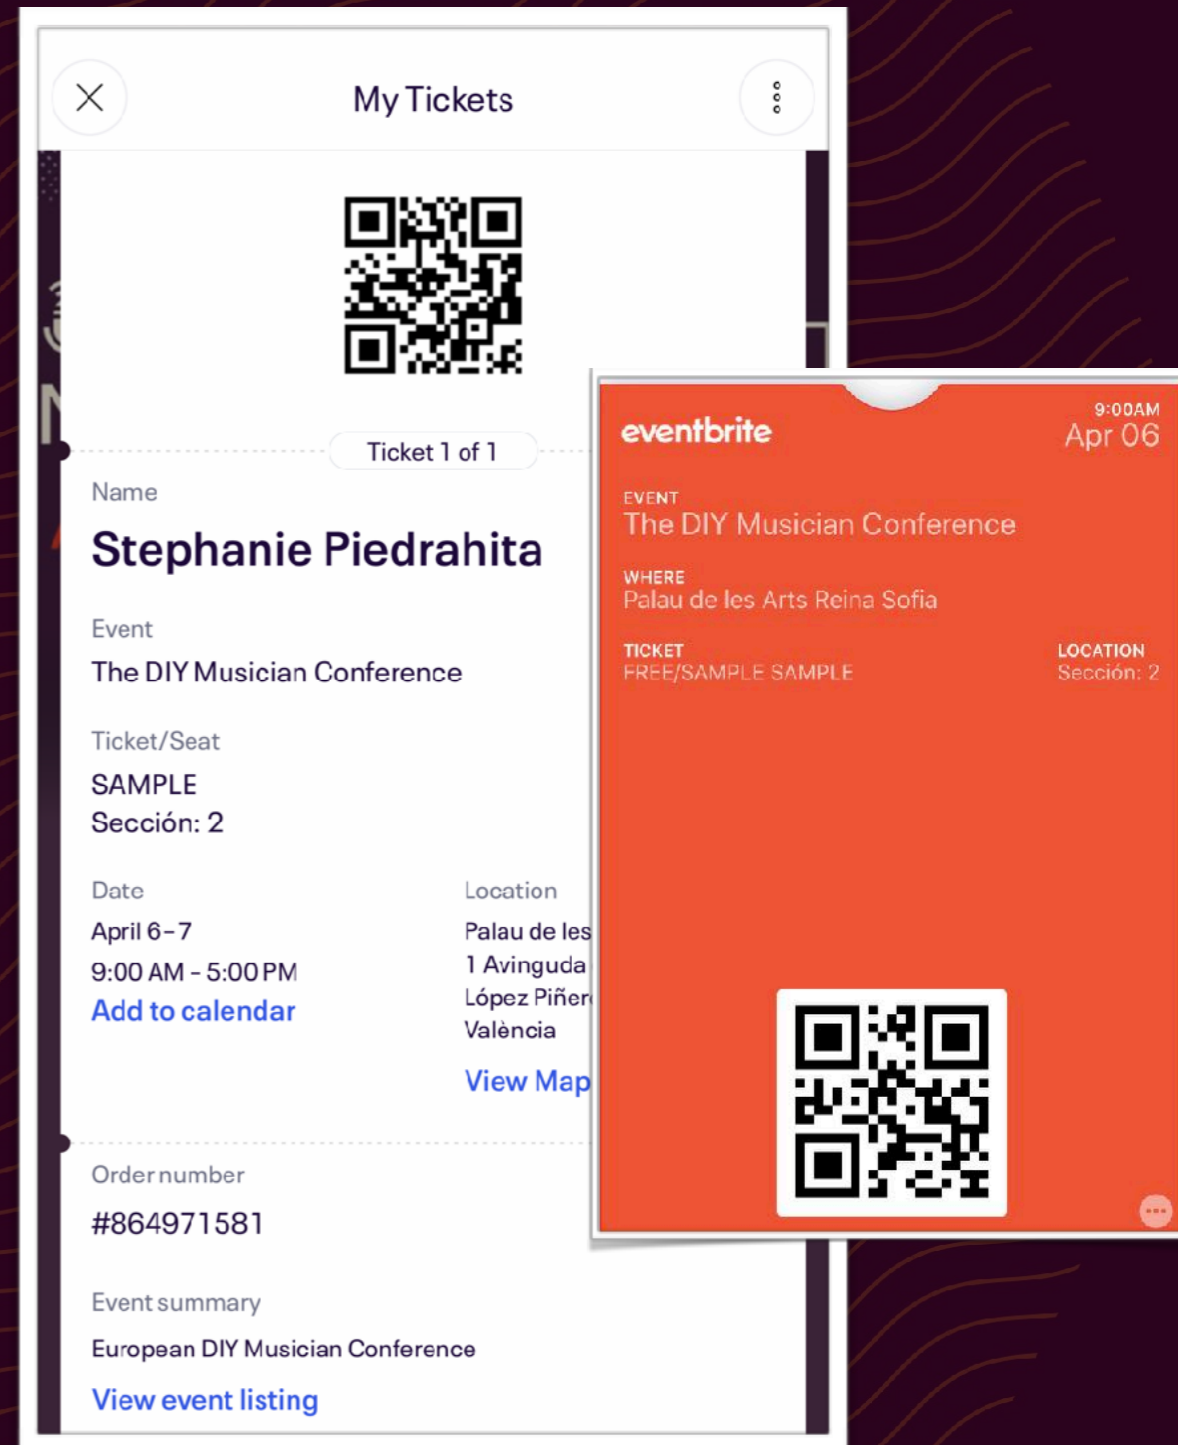 My Tickets
Ticket 1 of 1
Name
Stephanie Piedrahita
Event
The DIY Musician Conference
Ticket/Seat
SAMPLE
Sección: 2
Date
April 6-7
9:00 AM - 5:00 PM
Add to calendar
Location
Palau de les
1 Avinguda
López
València
View Map
Order number
#864971581
Event summary
European DIY Musician Conference
View event listing
eventbrite
9:00AM
Apr 06
EVENT
The DIY Musician Conference
WHERE
Palau de les Arts Reina Sofia
TICKET
FREE/SAMPLE SAMPLE
LOCATION
Sección: 2